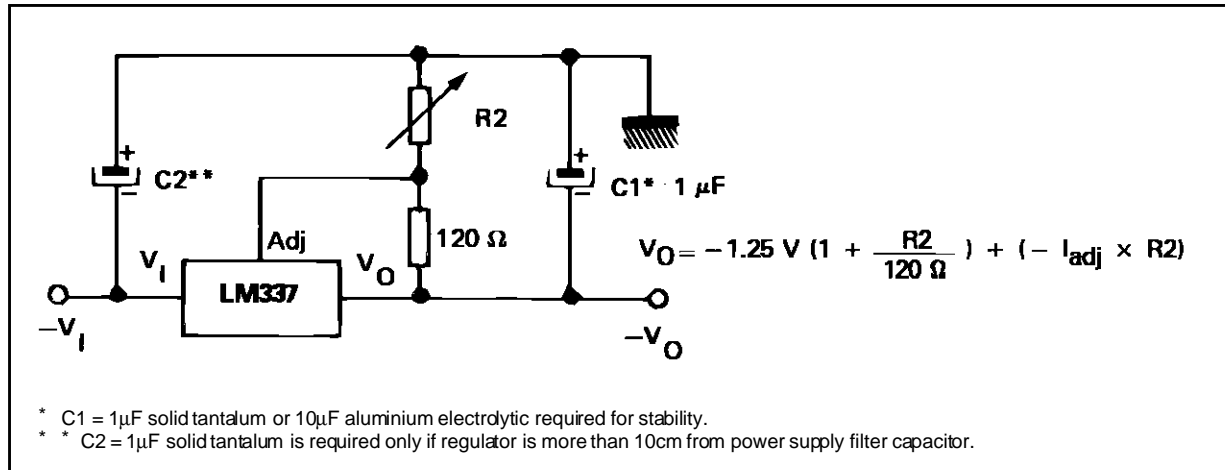 R2
+
C2**
−
+
C1* 1 μF
−
Adj
120 Ω
V_I
V_O
LM337
−V_I
−V_O
V_O = −1.25 V (1 + R2 / 120 Ω) + (− I_adj × R2)
* C1 = 1μF solid tantalum or 10μF aluminium electrolytic required for stability.
* * C2 = 1μF solid tantalum is required only if regulator is more than 10cm from power supply filter capacitor.